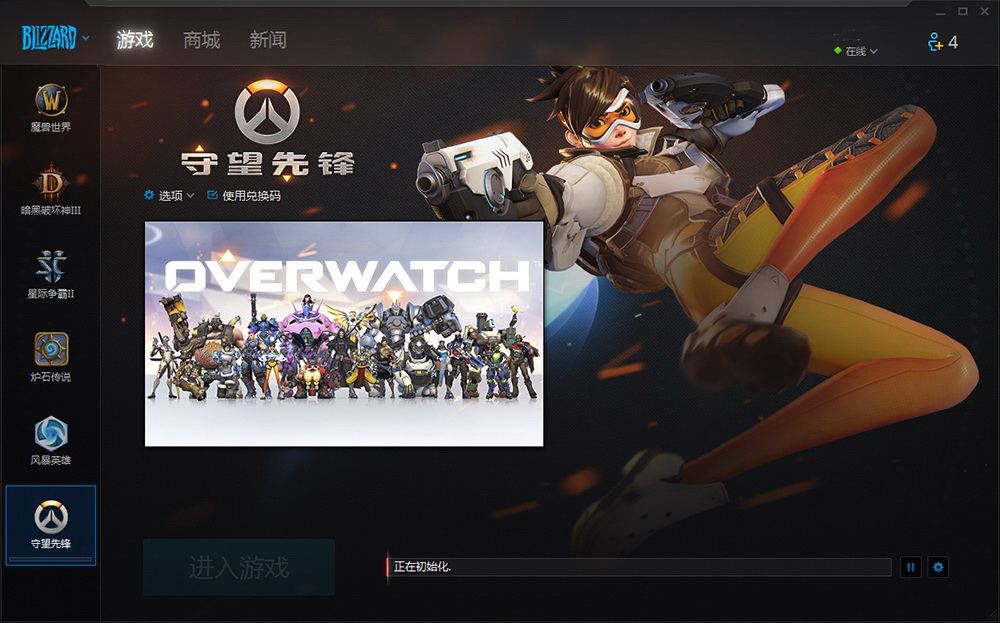 BLIZZARD
游戏
商城
新闻
在线
4
魔兽世界
暗黑破坏神III
星际争霸II
炉石传说
风暴英雄
守望先锋
守望先锋
选项
使用兑换码
OVERWATCH
进入游戏
正在初始化.